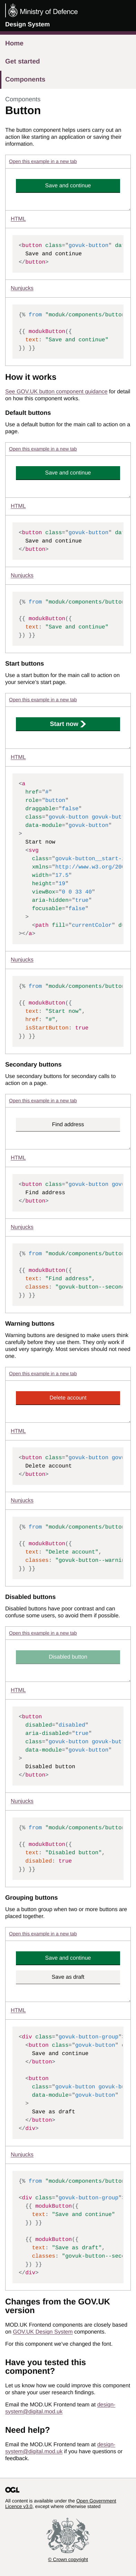 Ministry of Defence
Design System
Home
Get started
Components
Components
Button
The button component helps users carry out an
action like starting an application or saving their
information.
Open this example in a new tab
Save and continue
HTML
<button class="govuk-button" da
  Save and continue
</button>
Nunjucks
{% from "moduk/components/button
{{ modukButton({
  text: "Save and continue"
}) }}
How it works
See GOV.UK button component guidance for detail
on how this component works.
Default buttons
Use a default button for the main call to action on a
page.
Open this example in a new tab
Save and continue
HTML
<button class="govuk-button" da
  Save and continue
</button>
Nunjucks
{% from "moduk/components/button
{{ modukButton({
  text: "Save and continue"
}) }}
Start buttons
Use a start button for the main call to action on
your service's start page.
Open this example in a new tab
Start now
HTML
<a
  href="#"
  role="button"
  draggable="false"
  class="govuk-button govuk-but
  data-module="govuk-button"
>
  Start now
  <svg
    class="govuk-button__start-
    xmlns="http://www.w3.org/20
    width="17.5"
    height="19"
    viewBox="0 0 33 40"
    aria-hidden="true"
    focusable="false"
  >
    <path fill="currentColor" d
></a>
Nunjucks
{% from "moduk/components/button
{{ modukButton({
  text: "Start now",
  href: "#",
  isStartButton: true
}) }}
Secondary buttons
Use secondary buttons for secondary calls to
action on a page.
Open this example in a new tab
Find address
HTML
<button class="govuk-button gov
  Find address
</button>
Nunjucks
{% from "moduk/components/button
{{ modukButton({
  text: "Find address",
  classes: "govuk-button--secon
}) }}
Warning buttons
Warning buttons are designed to make users think
carefully before they use them. They only work if
used very sparingly. Most services should not need
one.
Open this example in a new tab
Delete account
HTML
<button class="govuk-button gov
  Delete account
</button>
Nunjucks
{% from "moduk/components/button
{{ modukButton({
  text: "Delete account",
  classes: "govuk-button--warnin
}) }}
Disabled buttons
Disabled buttons have poor contrast and can
confuse some users, so avoid them if possible.
Open this example in a new tab
Disabled button
HTML
<button
  disabled="disabled"
  aria-disabled="true"
  class="govuk-button govuk-but
  data-module="govuk-button"
>
  Disabled button
</button>
Nunjucks
{% from "moduk/components/button
{{ modukButton({
  text: "Disabled button",
  disabled: true
}) }}
Grouping buttons
Use a button group when two or more buttons are
placed together.
Open this example in a new tab
Save and continue
Save as draft
HTML
<div class="govuk-button-group"
  <button class="govuk-button"
    Save and continue
  </button>
  <button
    class="govuk-button govuk-b
    data-module="govuk-button"
  >
    Save as draft
  </button>
</div>
Nunjucks
{% from "moduk/components/button
<div class="govuk-button-group"
  {{ modukButton({
    text: "Save and continue"
  }) }}
  {{ modukButton({
    text: "Save as draft",
    classes: "govuk-button--sec
  }) }}
</div>
Changes from the GOV.UK
version
MOD.UK Frontend components are closely based
on GOV.UK Design System components.
For this component we've changed the font.
Have you tested this
component?
Let us know how we could improve this component
or share your user research findings.
Email the MOD.UK Frontend team at design-
system@digital.mod.uk
Need help?
Email the MOD.UK Frontend team at design-
system@digital.mod.uk if you have questions or
feedback.
OGL
All content is available under the Open Government
Licence v3.0, except where otherwise stated
© Crown copyright